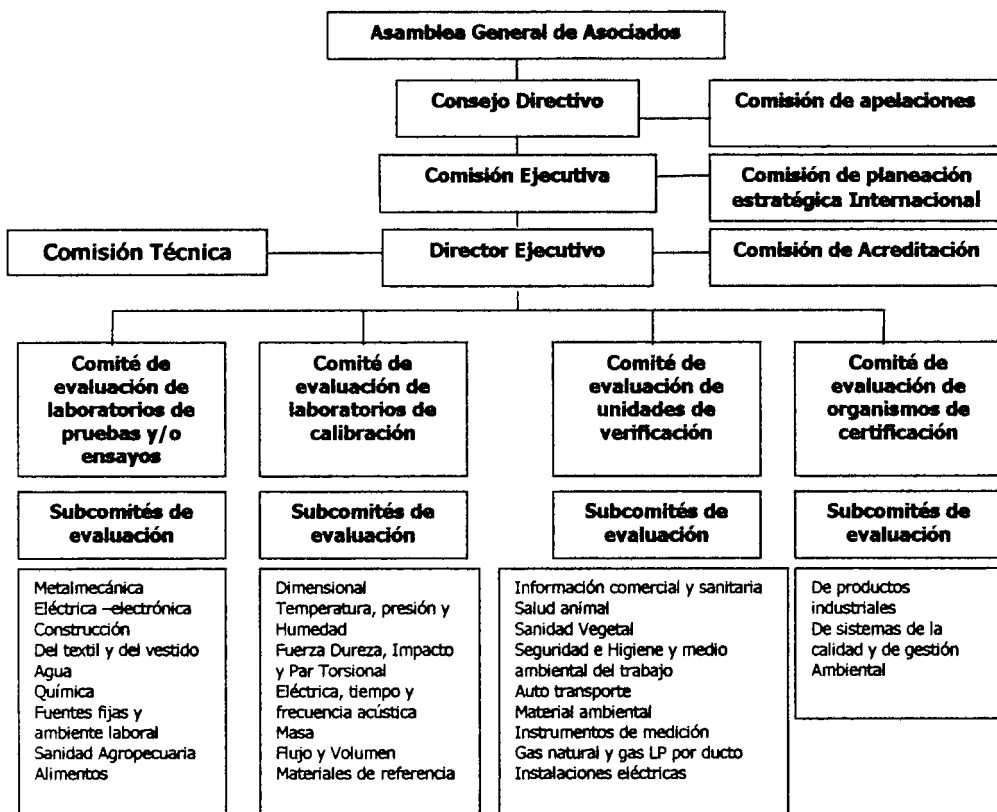 Asamblea General de Asociados
Consejo Directivo
Comisión de apelaciones
Comisión Ejecutiva
Comisión de planeación
estratégica Internacional
Comisión Técnica
Director Ejecutivo
Comisión de Acreditación
Comité de
evaluación de
laboratorios de
pruebas y/o
ensayos
Comité de
evaluación de
laboratorios de
calibración
Comité de
evaluación de
unidades de
verificación
Comité de
evaluación de
organismos de
certificación
Subcomités de
evaluación
Subcomités de
evaluación
Subcomités de
evaluación
Subcomités de
evaluación
Metalmecánica
Eléctrica –electrónica
Construcción
Del textil y del vestido
Agua
Química
Fuentes fijas y
ambiente laboral
Sanidad Agropecuaria
Alimentos
Dimensional
Temperatura, presión y
Humedad
Fuerza Dureza, Impacto
y Par Torsional
Eléctrica, tiempo y
frecuencia acústica
Masa
Flujo y Volumen
Materiales de referencia
Información comercial y sanitaria
Salud animal
Sanidad Vegetal
Seguridad e Higiene y medio
ambiental del trabajo
Auto transporte
Material ambiental
Instrumentos de medición
Gas natural y gas LP por ducto
Instalaciones eléctricas
De productos
industriales
De sistemas de la
calidad y de gestión
Ambiental